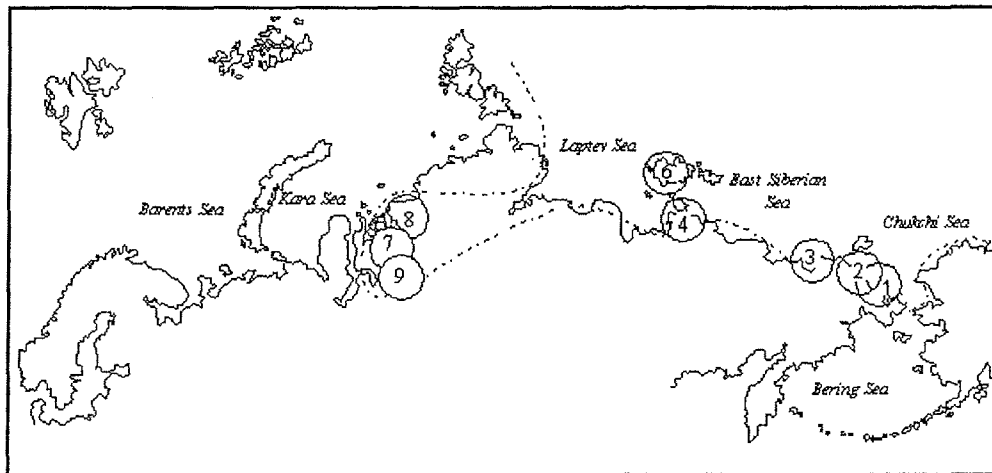 Laptev Sea
6
East Siberian
Sea
Barents Sea
Kara Sea
8
4
Chukchi Sea
7
3
2
9
1
Bering Sea